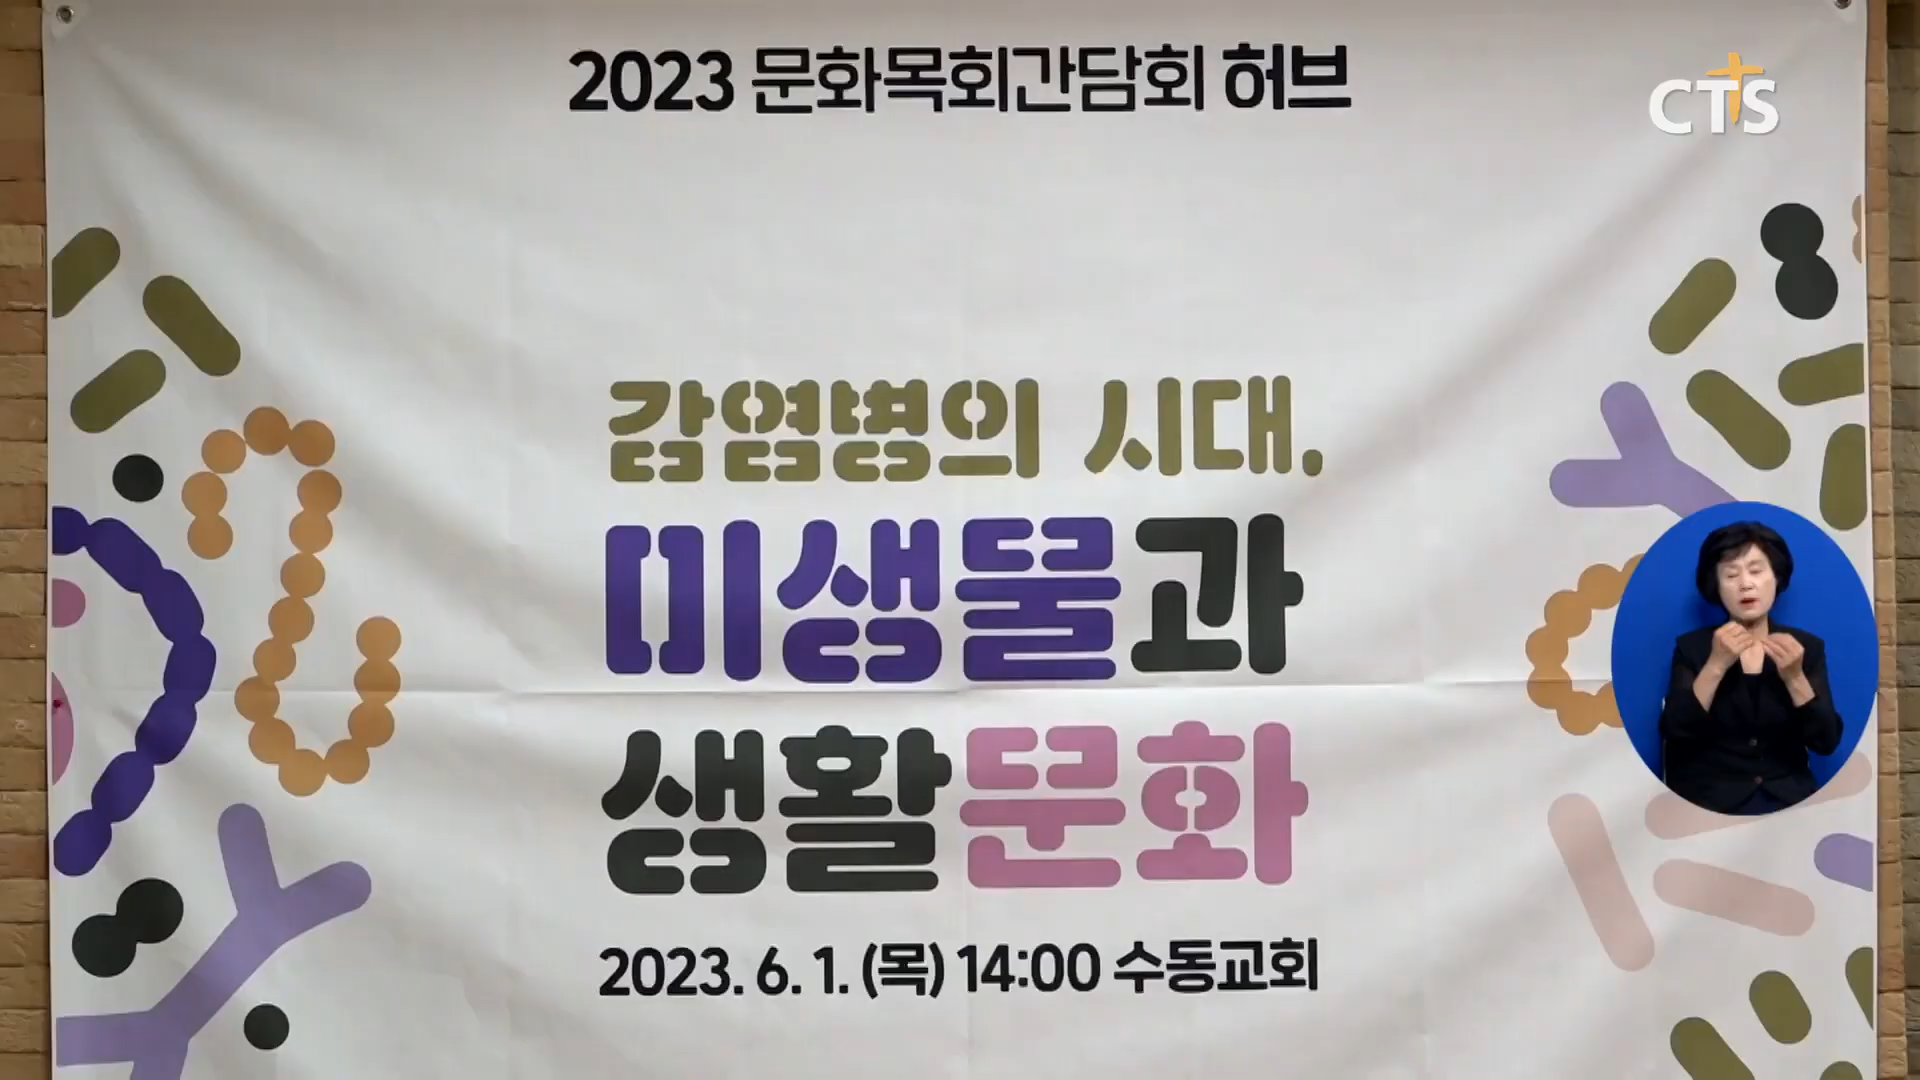 2023 문화목회간담회 허브
CTS
감염병의 시대.
미생물과
생활문화
2023. 6. 1. (목) 14:00 수동교회